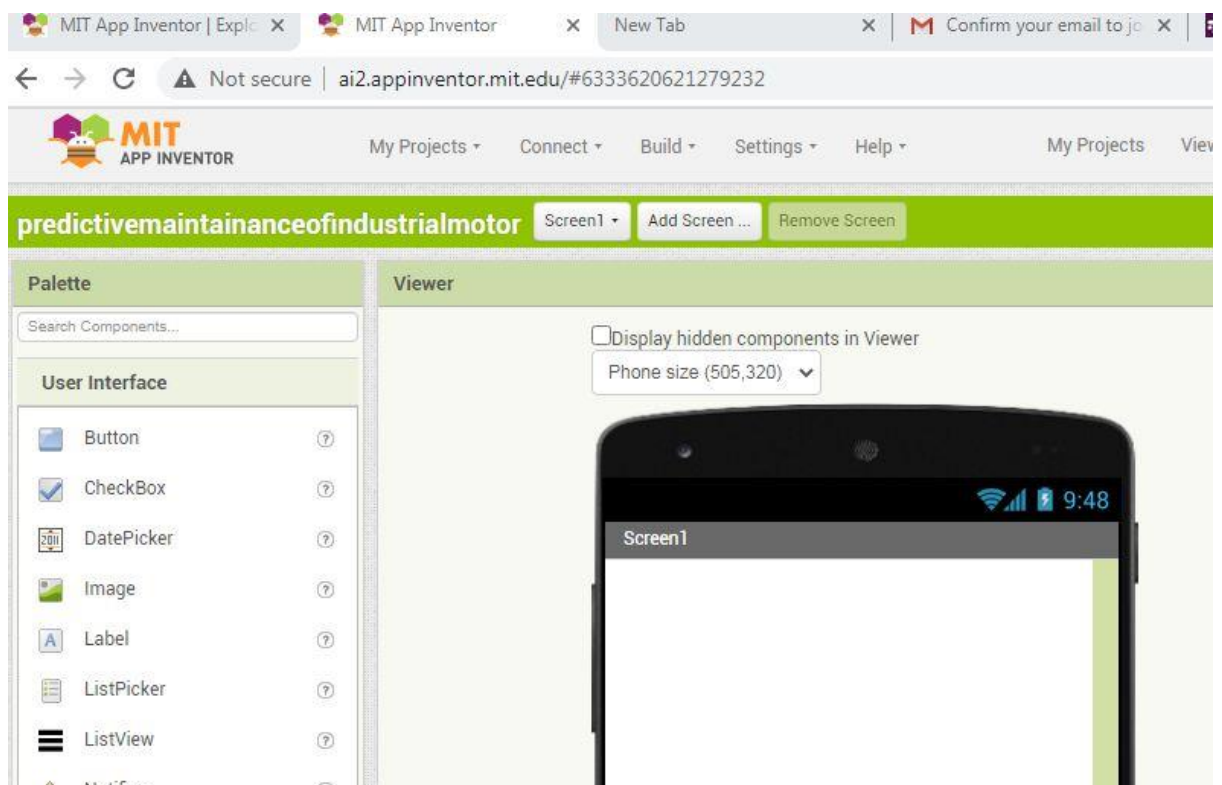 MIT App Inventor | Explo
MIT App Inventor
New Tab
Confirm your email to jo
Not secure | ai2.appinventor.mit.edu/#6333620621279232
MIT
APP INVENTOR
My Projects
Connect
Build
Settings
Help
My Projects
View
predictivemaintainanceofindustrialmotor
Screen1
Add Screen ...
Remove Screen
Palette
Viewer
Search Components...
Display hidden components in Viewer
Phone size (505,320)
User Interface
Button
CheckBox
DatePicker
Image
Label
ListPicker
ListView
9:48
Screen1